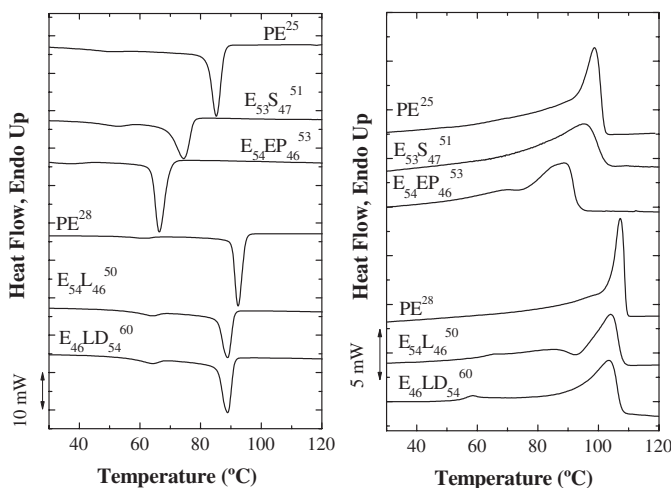 Heat Flow, Endo Up
PE²⁵
E₅₃S₄₇⁵¹
E₅₄EP₄₆⁵³
PE²⁸
E₅₄L₄₆⁵⁰
E₄₆LD₅₄⁶⁰
10 mW
40 60 80 100 120
Temperature (ºC)
Heat Flow, Endo Up
PE²⁵
E₅₃S₄₇⁵¹
E₅₄EP₄₆⁵³
PE²⁸
E₅₄L₄₆⁵⁰
E₄₆LD₅₄⁶⁰
5 mW
40 60 80 100 120
Temperature (ºC)